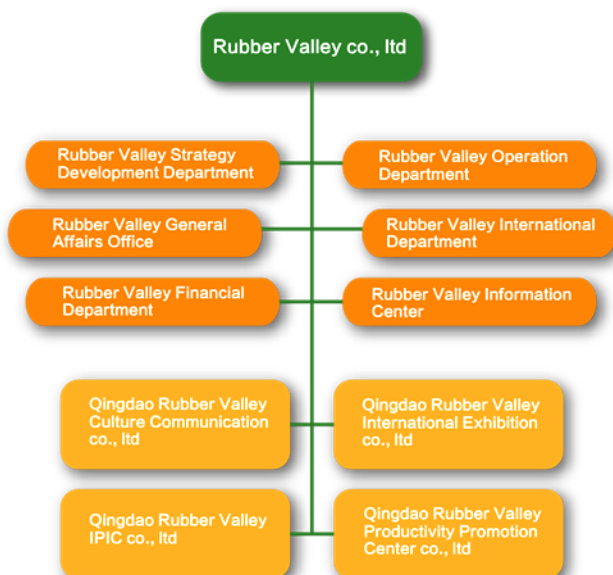 Rubber Valley co., ltd
Rubber Valley Strategy
Development Department
Rubber Valley Operation
Department
Rubber Valley General
Affairs Office
Rubber Valley International
Department
Rubber Valley Financial
Department
Rubber Valley Information
Center
Qingdao Rubber Valley
Culture Communication
co., ltd
Qingdao Rubber Valley
International Exhibition
co., ltd
Qingdao Rubber Valley
IPIC co., ltd
Qingdao Rubber Valley
Productivity Promotion
Center co., ltd